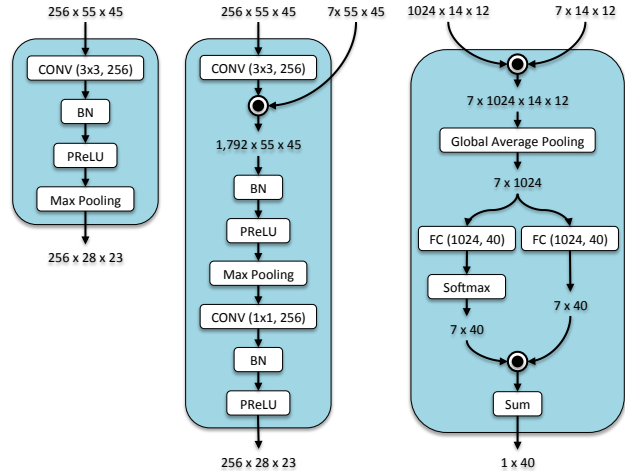 256 x 55 x 45
CONV (3x3, 256)
BN
PReLU
Max Pooling
256 x 28 x 23
256 x 55 x 45
7x 55 x 45
CONV (3x3, 256)
1,792 x 55 x 45
BN
PReLU
Max Pooling
CONV (1x1, 256)
BN
PReLU
256 x 28 x 23
1024 x 14 x 12
7 x 14 x 12
7 x 1024 x 14 x 12
Global Average Pooling
7 x 1024
FC (1024, 40)
FC (1024, 40)
Softmax
7 x 40
7 x 40
Sum
1 x 40